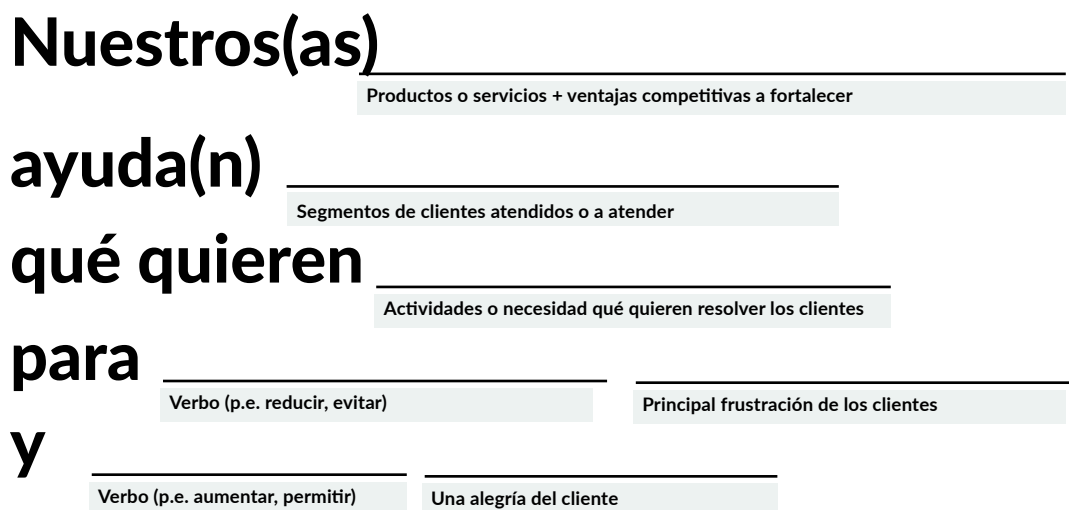 Nuestros(as)
Productos o servicios + ventajas competitivas a fortalecer
ayuda(n)
Segmentos de clientes atendidos o a atender
qué quieren
Actividades o necesidad qué quieren resolver los clientes
para
Verbo (p.e. reducir, evitar)
Principal frustración de los clientes
y
Verbo (p.e. aumentar, permitir)
Una alegría del cliente